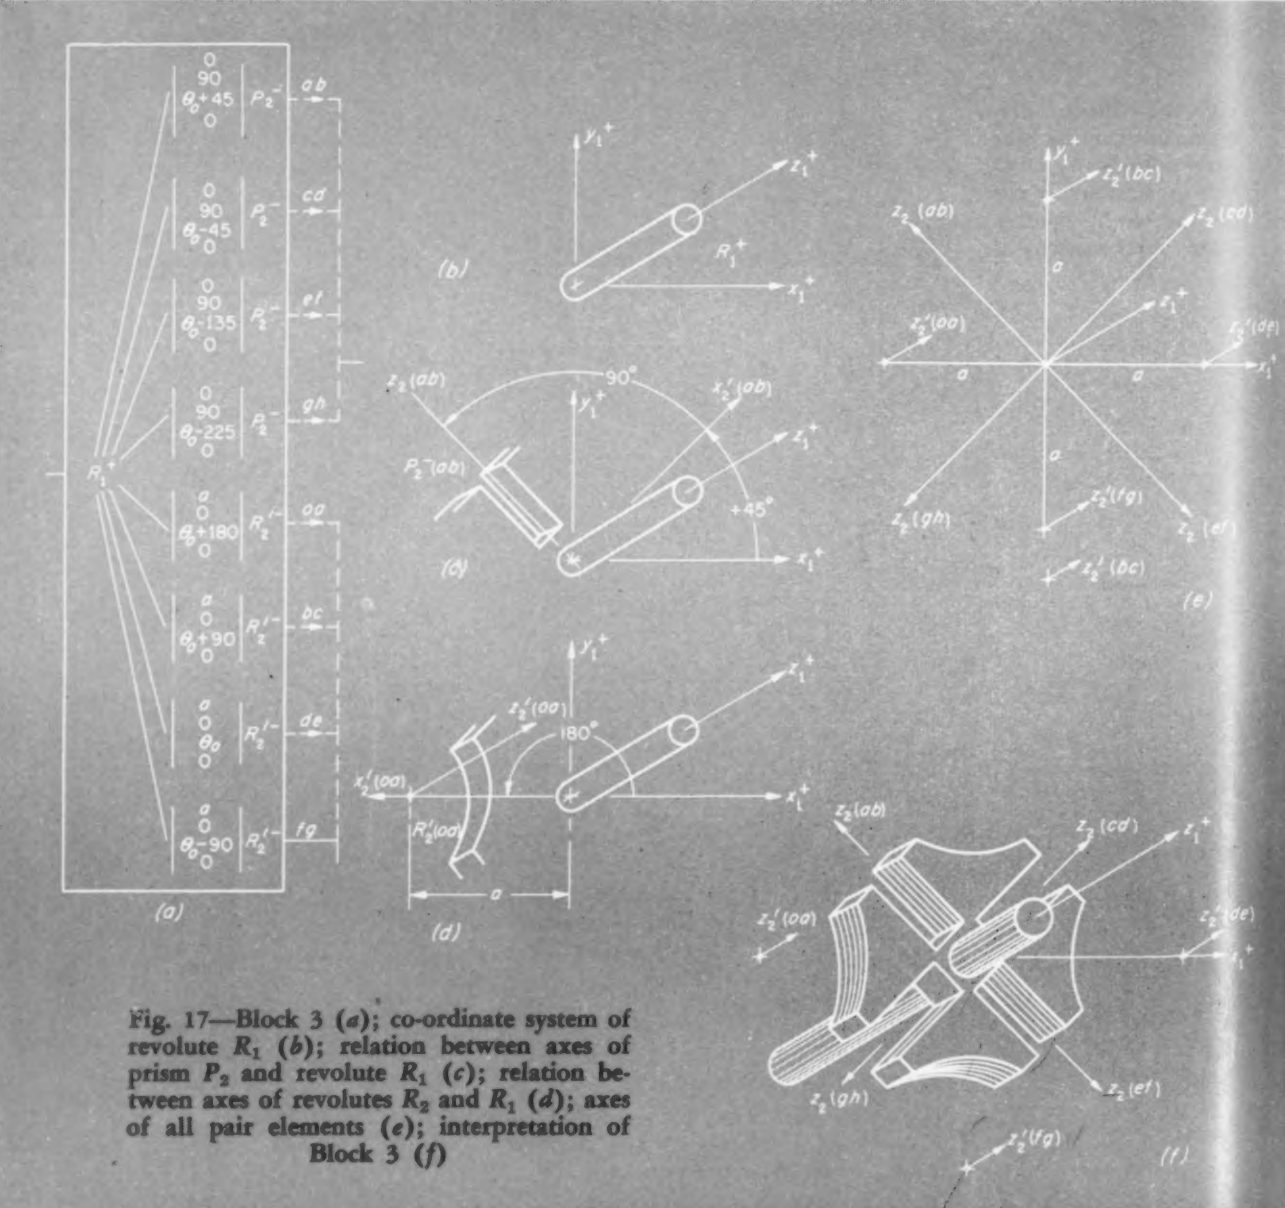 0
90
θ₀+45
0
P₂⁻
ab
0
90
θ₀-45
0
P₂⁻
cd
0
90
θ₀-135
0
P₂⁻
ef
0
90
θ₀-225
0
P₂⁻
gh
R₁⁺
a
0
θ₀+180
0
R₂'⁻
oa
a
0
θ₀+90
0
R₂'⁻
bc
a
0
θ₀
0
R₂'⁻
de
a
0
θ₀-90
0
R₂'⁻
fg
(a)
y₁⁺
z₁⁺
R₁⁺
x₁⁺
(b)
z₂(ab)
90°
x₂'(ab)
y₁⁺
z₁⁺
P₂⁻(ab)
+45°
x₁⁺
(c)
y₁⁺
z₁⁺
z₂'(oa)
180°
x₂'(oa)
x₁⁺
R₂'(oa)
a
(d)
y₁⁺
z₂'(bc)
z₂(ab)
z₂(cd)
a
z₁⁺
z₂'(oa)
z₂'(de)
a
a
x₁⁺
a
z₂(gh)
z₂'(fg)
z₂(ef)
z₂'(bc)
(e)
z₂(ab)
z₂(cd)
z₁⁺
z₂'(oa)
z₂'(de)
x₁⁺
z₂(gh)
z₂(ef)
z₂'(fg)
(f)
Fig. 17—Block 3 (a); co-ordinate system of
revolute R₁ (b); relation between axes of
prism P₂ and revolute R₁ (c); relation be-
tween axes of revolutes R₂ and R₁ (d); axes
of all pair elements (e); interpretation of
Block 3 (f)